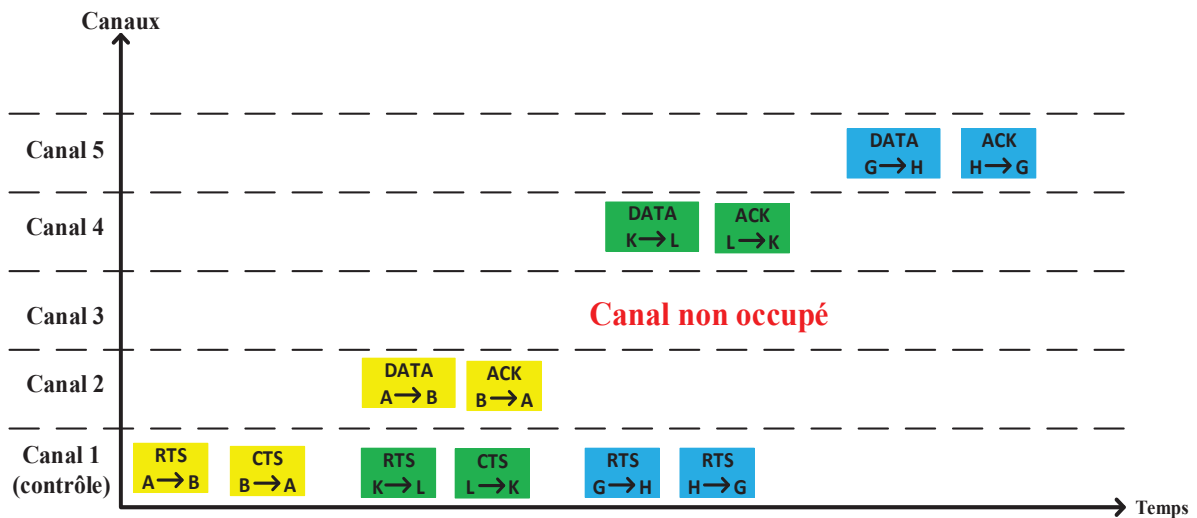 Canaux
Canal 5
DATA
G→H
ACK
H→G
Canal 4
DATA
K→L
ACK
L→K
Canal 3
Canal non occupé
Canal 2
DATA
A→B
ACK
B→A
Canal 1
(contrôle)
RTS
A→B
CTS
B→A
RTS
K→L
CTS
L→K
RTS
G→H
RTS
H→G
Temps